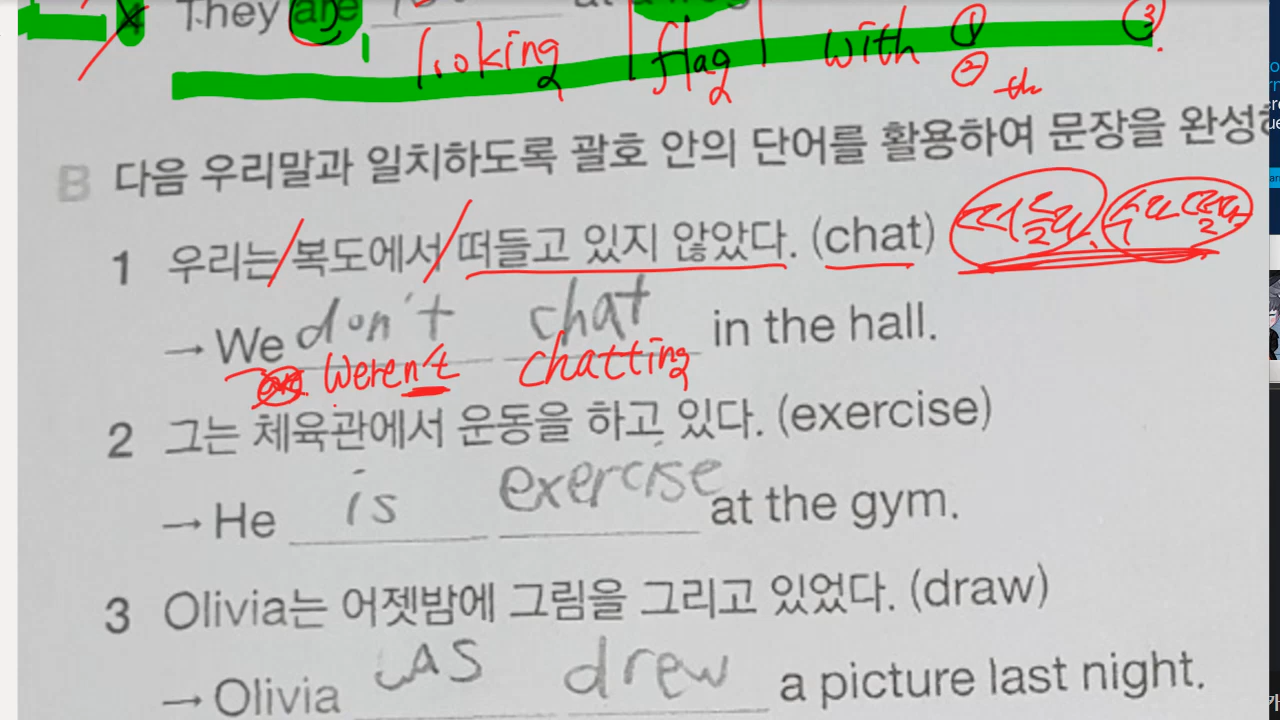 They are at a
looking flag with ① ③
② th
B 다음 우리말과 일치하도록 괄호 안의 단어를 활용하여 문장을 완성
1 우리는/복도에서/떠들고 있지 않았다. (chat) 떠들다. 수다 떨다
→ We don't chat in the hall.
weren't chatting
2 그는 체육관에서 운동을 하고 있다. (exercise)
→ He is exercise at the gym.
3 Olivia는 어젯밤에 그림을 그리고 있었다. (draw)
→ Olivia was drew a picture last night.